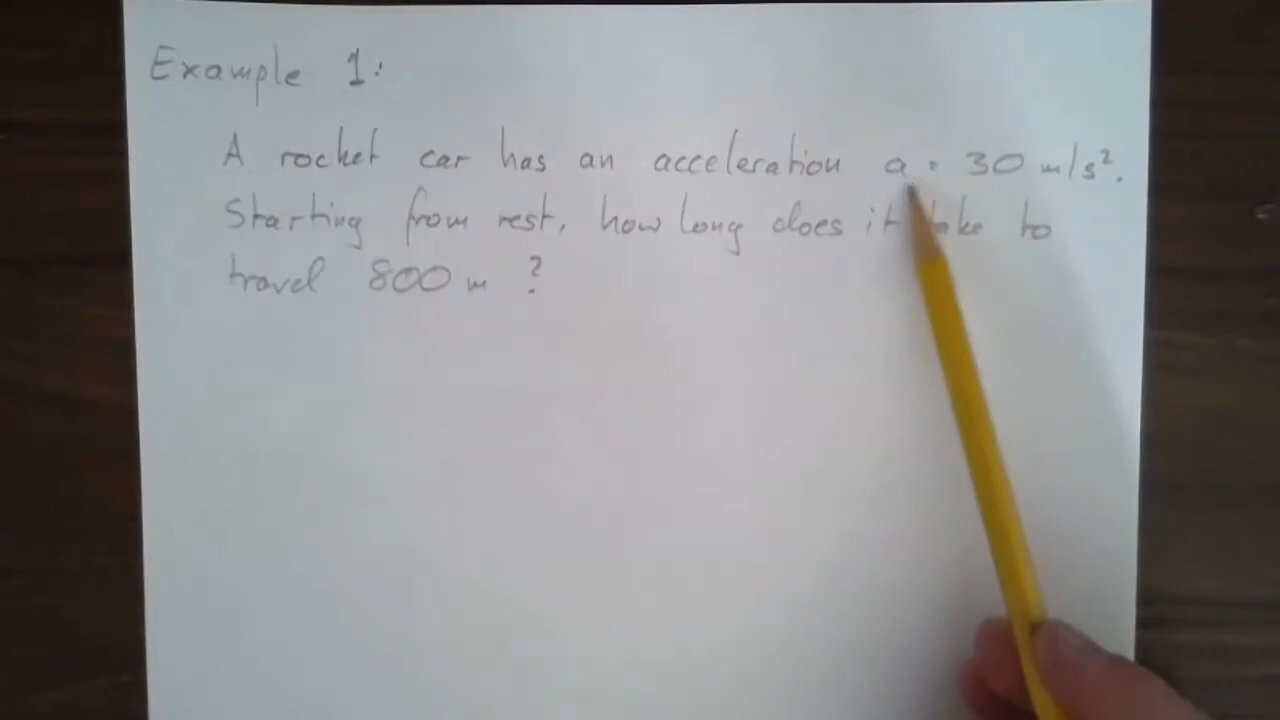 Example 1:
A rocket car has an acceleration a = 30 m/s².
Starting from rest, how long does it take to
travel 800 m ?